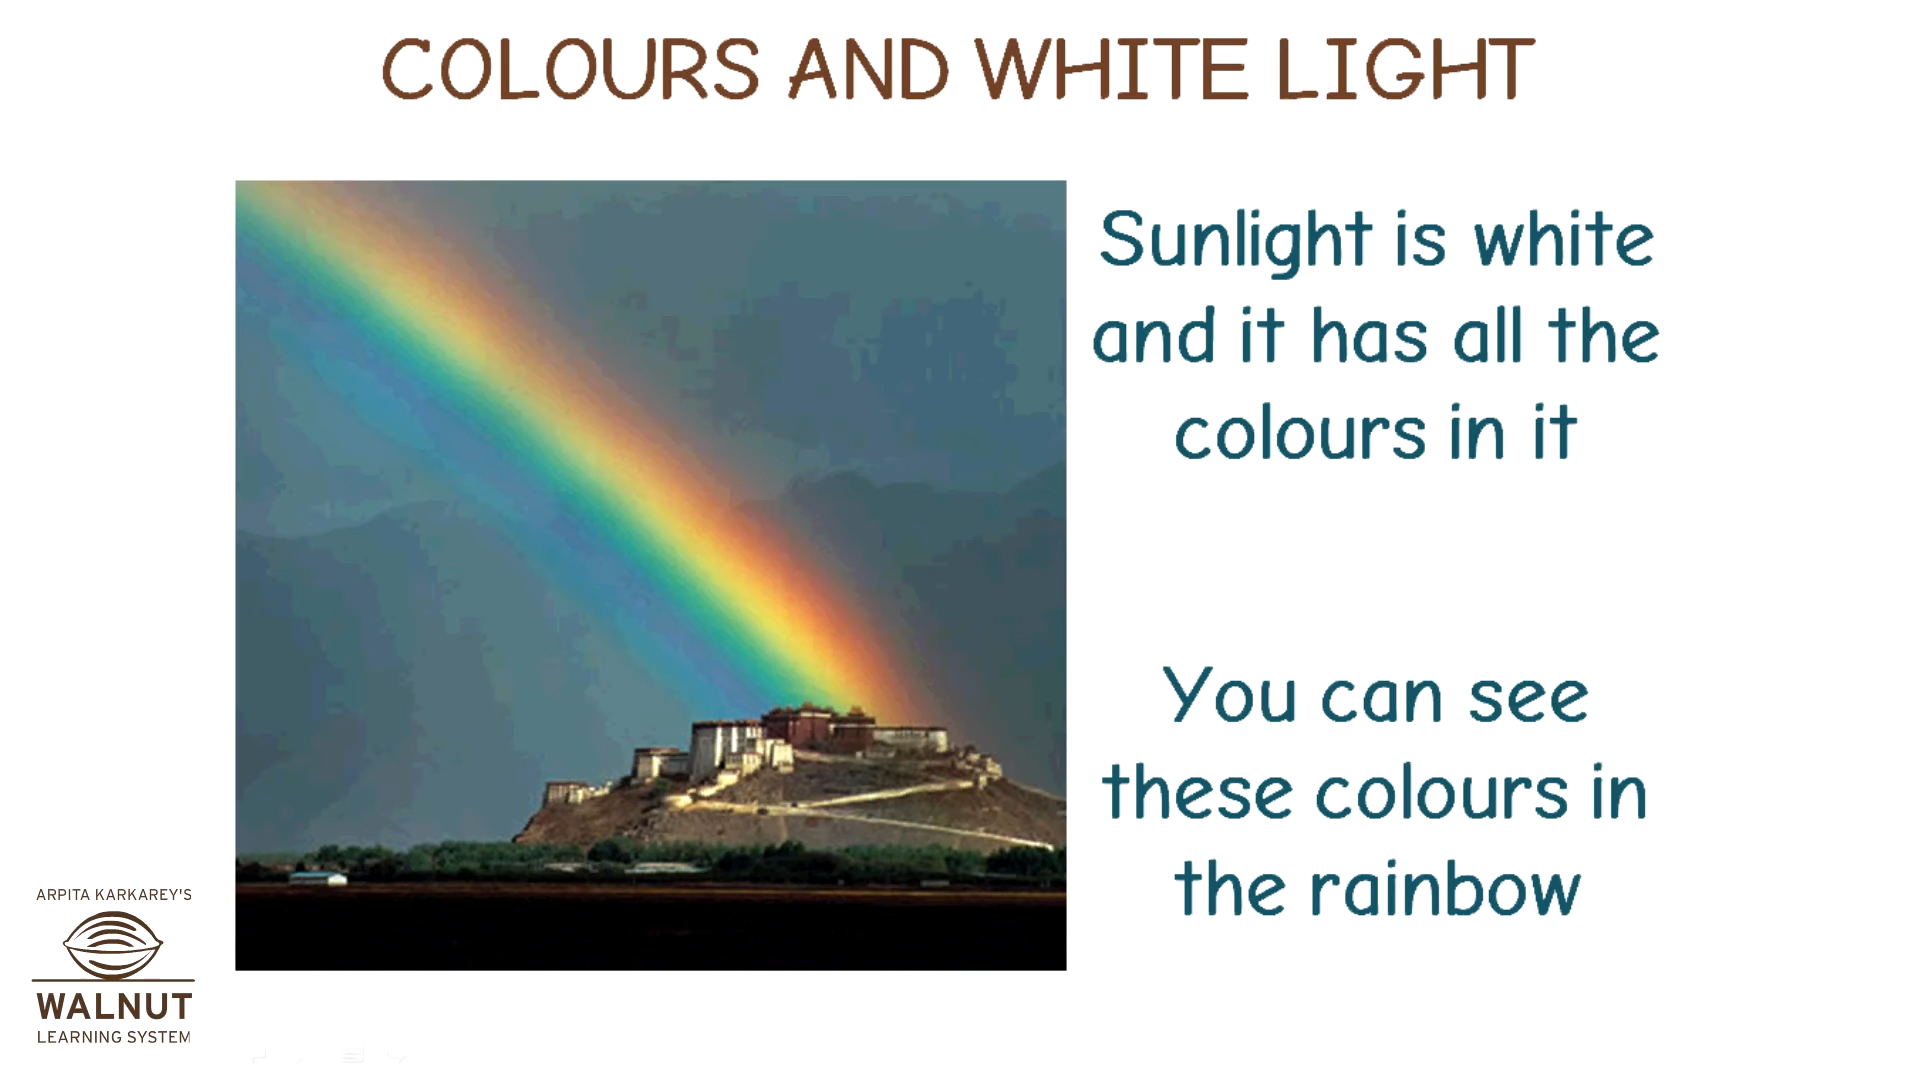 COLOURS AND WHITE LIGHT
Sunlight is white
and it has all the
colours in it
You can see
these colours in
the rainbow
ARPITA KARKAREY'S
WALNUT
LEARNING SYSTEM